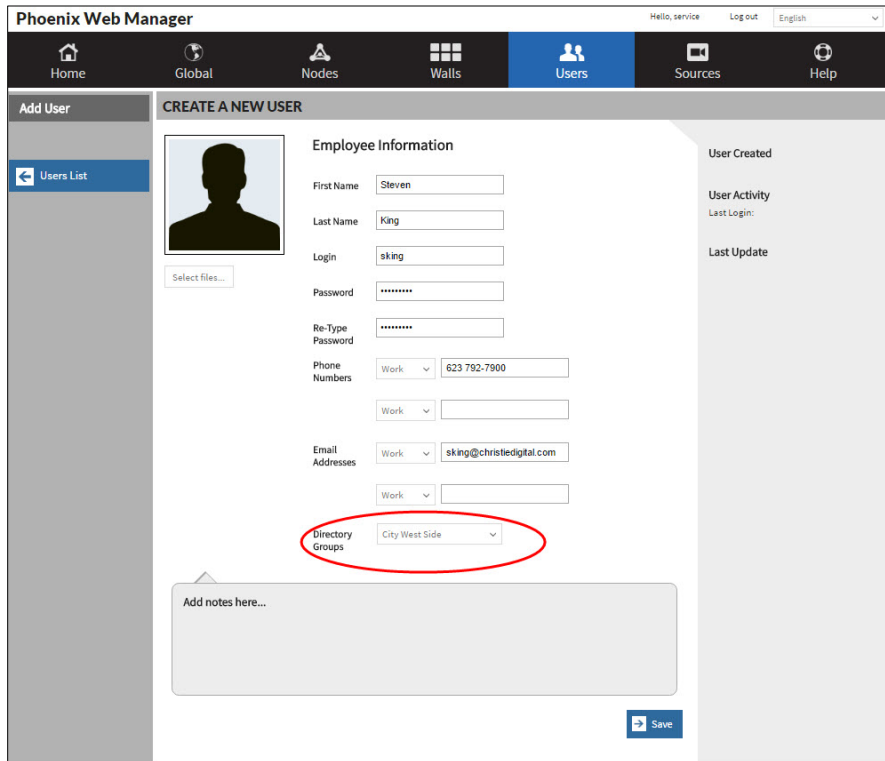 Phoenix Web Manager
Hello, service
Log out
English
Home
Global
Nodes
Walls
Users
Sources
Help
Add User
CREATE A NEW USER
Users List
Select files...
Employee Information
First Name
Steven
Last Name
King
Login
sking
Password
•••••••••
Re-Type
Password
•••••••••
Phone
Numbers
Work
623 792-7900
Work
Email
Addresses
Work
sking@christiedigital.com
Work
Directory
Groups
City West Side
Add notes here...
Save
User Created
User Activity
Last Login:
Last Update